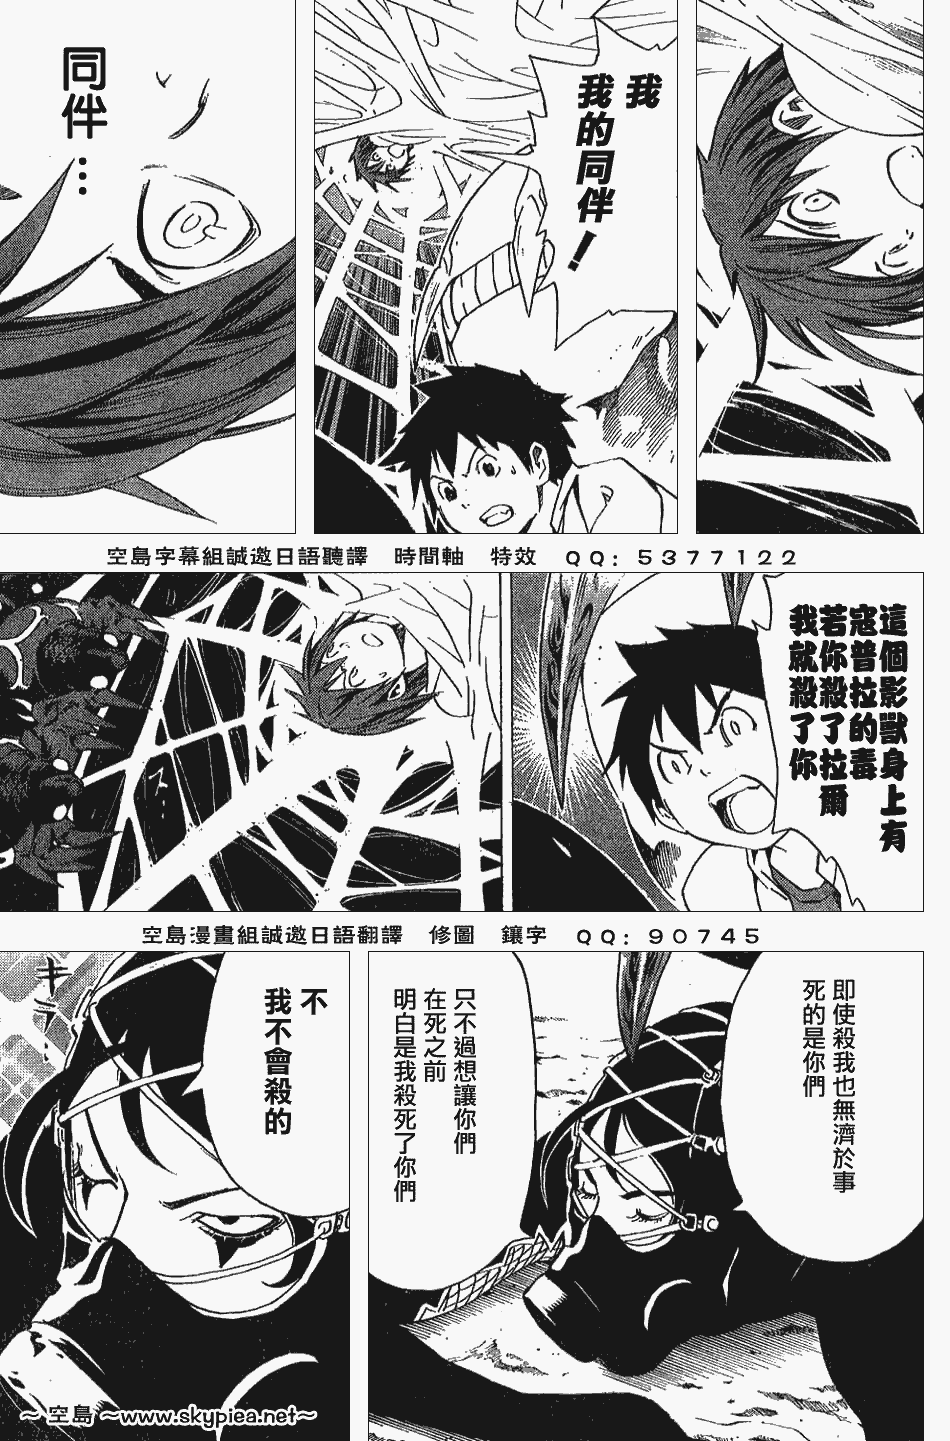 我
我的同伴！
同伴…
空島字幕組誠邀日語聽譯　時間軸　特效　QQ: 5377122
這個影獸身上有
寇普拉的毒
若你殺了拉爾
我就殺了你
空島漫畫組誠邀日語翻譯　修圖　鑲字　QQ: 90745
即使殺我也無濟於事
死的是你們
只不過想讓你們
在死之前
明白是我殺死了你們
不
我不會殺的
キッ
～ 空島 ～www.skypiea.net～